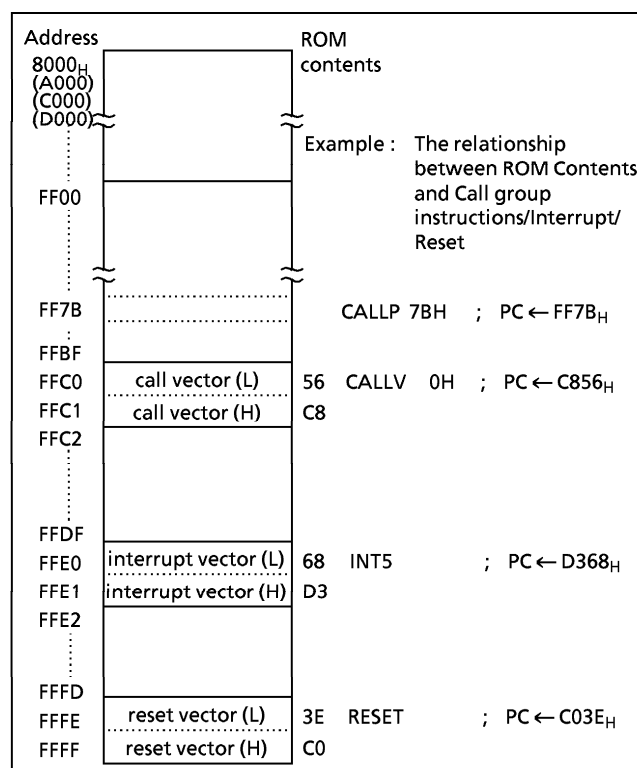 Address ROM
8000H contents
(A000)
(C000)
(D000)
Example : The relationship
between ROM Contents
and Call group
instructions/Interrupt/
Reset
FF00
FF7B CALLP 7BH ; PC ← FF7BH
FFBF
FFC0 call vector (L) 56 CALLV 0H ; PC ← C856H
FFC1 call vector (H) C8
FFC2
FFDF
FFE0 interrupt vector (L) 68 INT5 ; PC ← D368H
FFE1 interrupt vector (H) D3
FFE2
FFFD
FFFE reset vector (L) 3E RESET ; PC ← C03EH
FFFF reset vector (H) C0